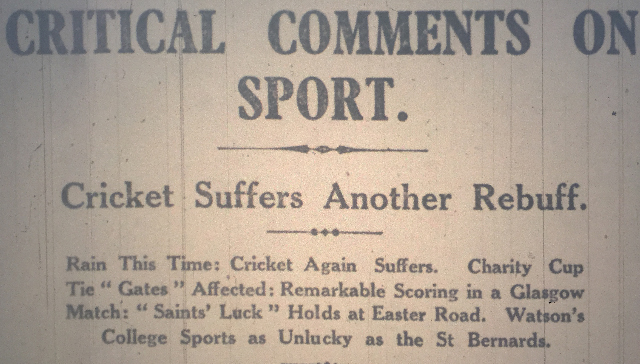 CRITICAL COMMENTS ON
SPORT.
Cricket Suffers Another Rebuff.
Rain This Time: Cricket Again Suffers. Charity Cup
Tie " Gates " Affected: Remarkable Scoring in a Glasgow
Match: " Saints' Luck " Holds at Easter Road. Watson's
College Sports as Unlucky as the St Bernards.